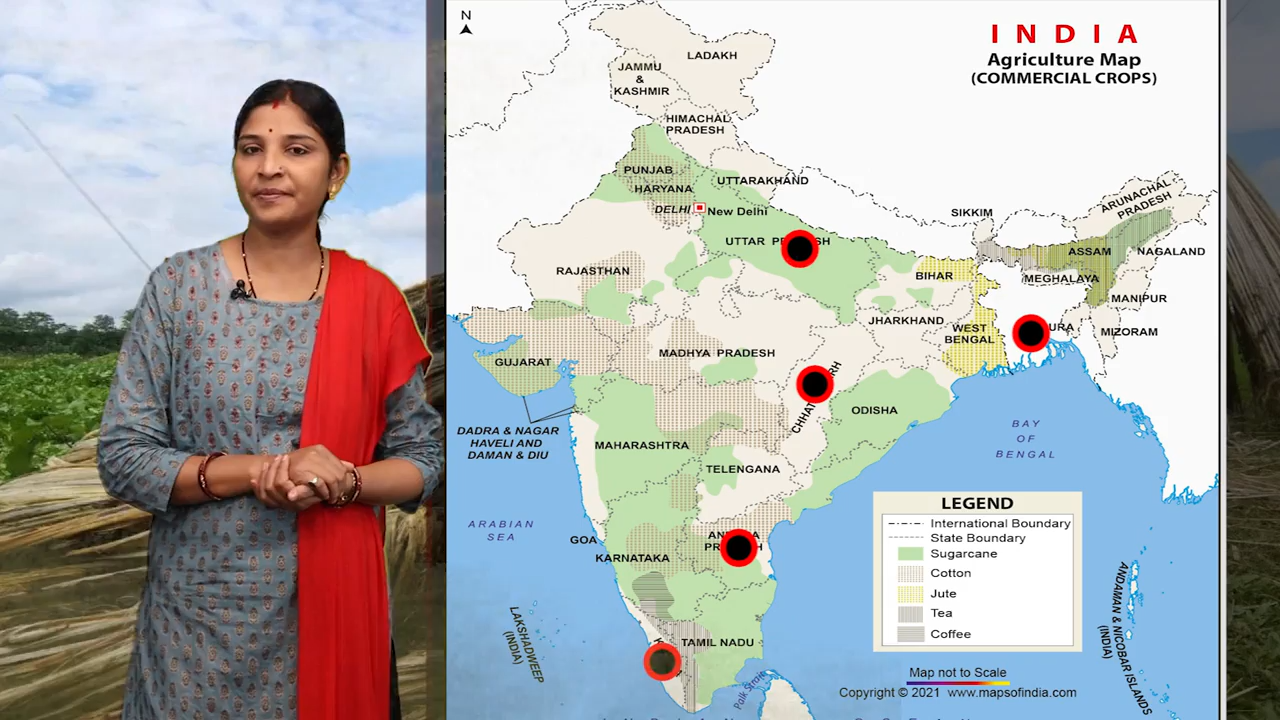 N
INDIA
Agriculture Map
(COMMERCIAL CROPS)
LADAKH
JAMMU
&
KASHMIR
HIMACHAL
PRADESH
PUNJAB
UTTARAKHAND
HARYANA
DELHI
New Delhi
SIKKIM
ARUNACHAL
PRADESH
UTTAR
ASSAM
NAGALAND
RAJASTHAN
BIHAR
MEGHALAYA
MANIPUR
JHARKHAND
WEST
BENGAL
MIZORAM
MADHYA PRADESH
GUJARAT
ODISHA
DADRA & NAGAR
HAVELI AND
DAMAN & DIU
MAHARASHTRA
TELENGANA
BAY
OF
BENGAL
ARABIAN
SEA
GOA
KARNATAKA
LAKSHADWEEP
(INDIA)
TAMIL NADU
Palk Strait
ANDAMAN & NICOBAR ISLANDS
(INDIA)
LEGEND
International Boundary
State Boundary
Sugarcane
Cotton
Jute
Tea
Coffee
Map not to Scale
Copyright © 2021 www.mapsofindia.com